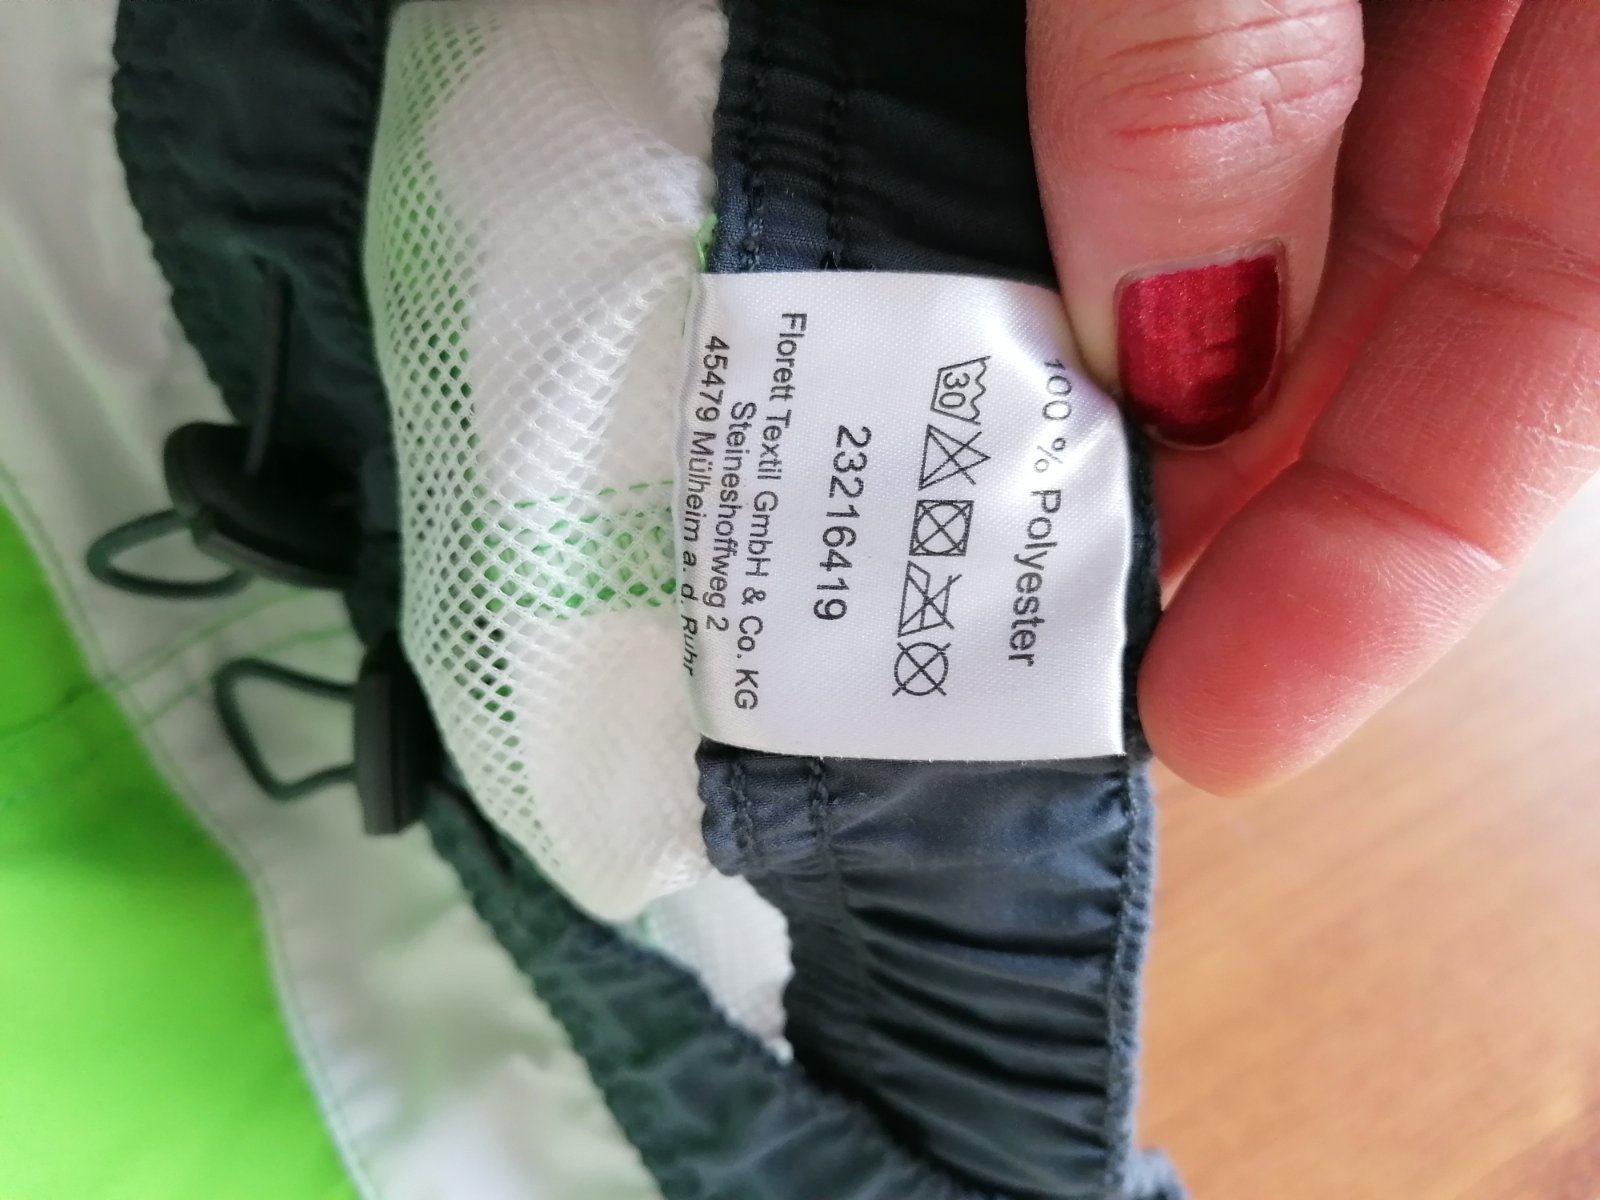 100 % Polyester
30
23216419
Florett Textil GmbH & Co. KG
Steineshoffweg 2
45479 Mülheim a. d. Ruhr